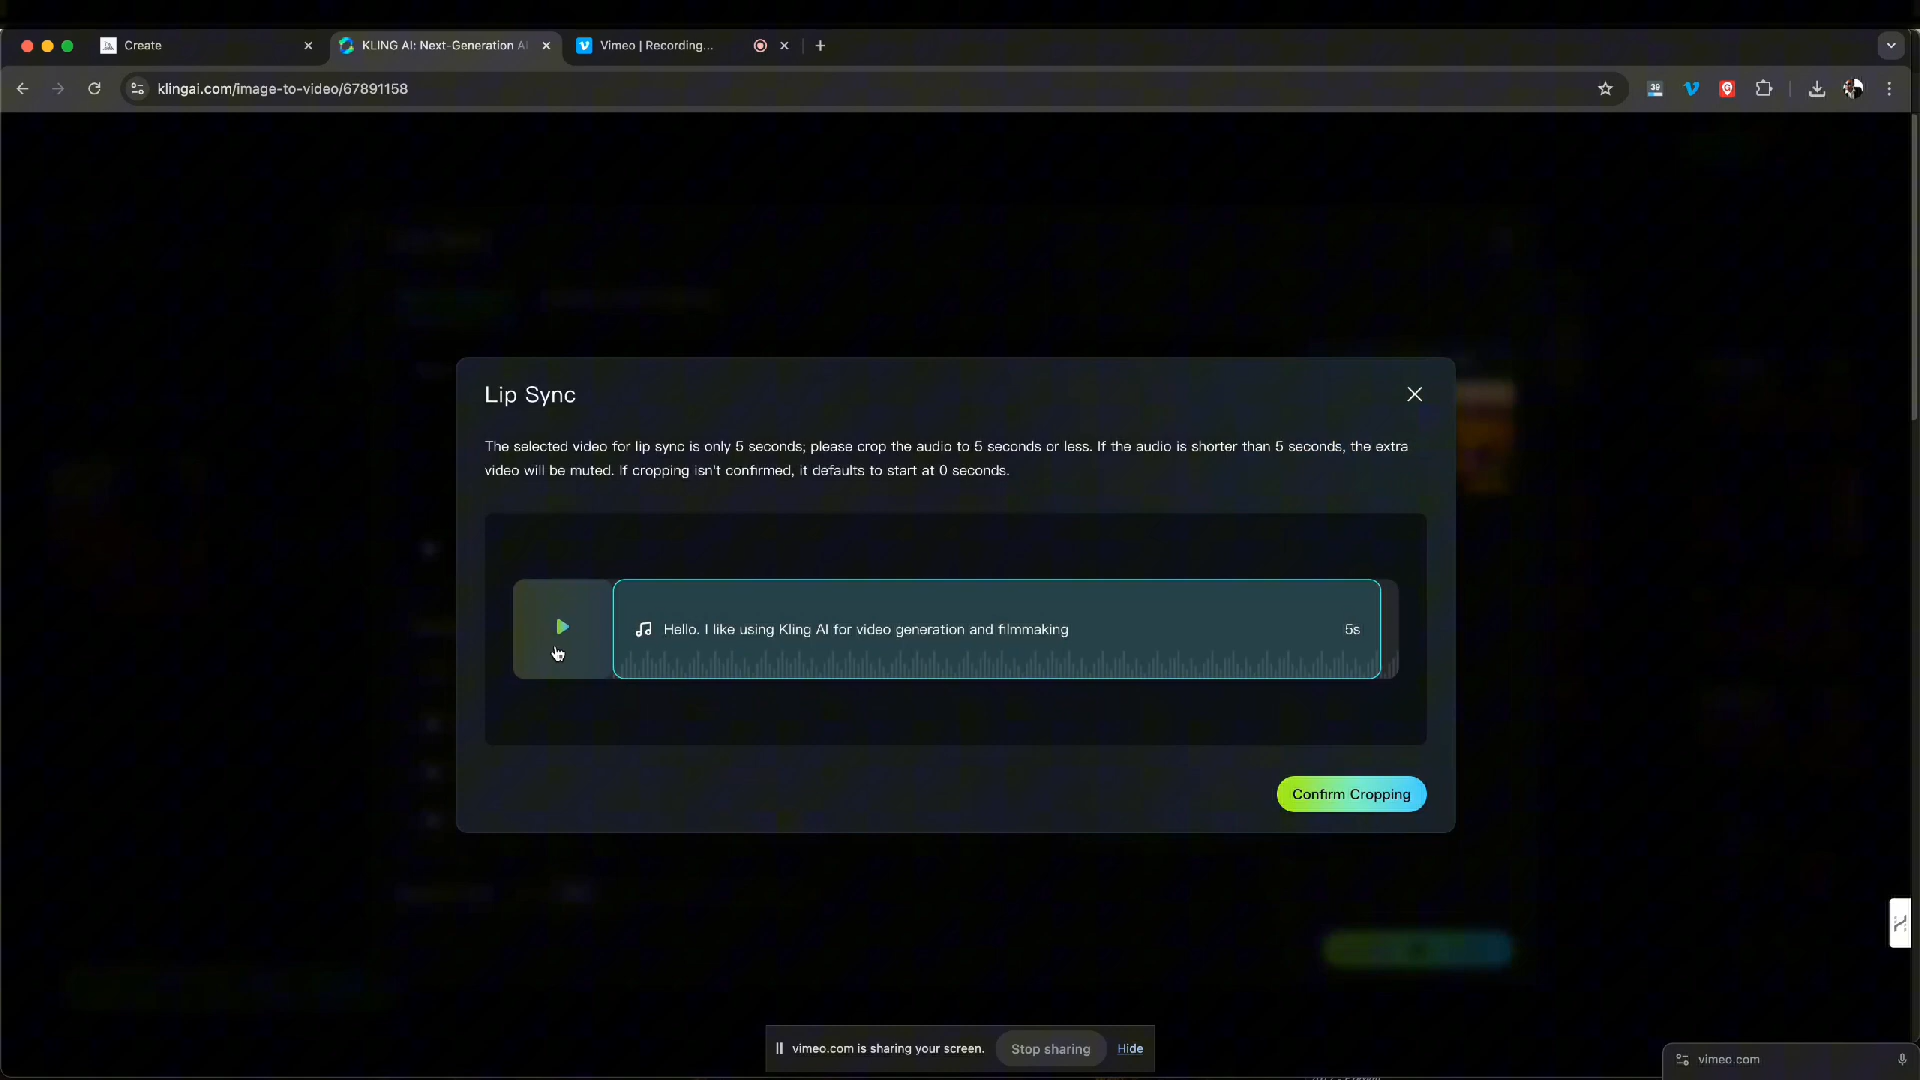 Create
KLING AI: Next-Generation AI
Vimeo | Recording...
klingai.com/image-to-video/67891158
39
Lip Sync
The selected video for lip sync is only 5 seconds; please crop the audio to 5 seconds or less. If the audio is shorter than 5 seconds, the extra
video will be muted. If cropping isn't confirmed, it defaults to start at 0 seconds.
Hello. I like using Kling AI for video generation and filmmaking
5s
Confirm Cropping
vimeo.com is sharing your screen.
Stop sharing
Hide
vimeo.com